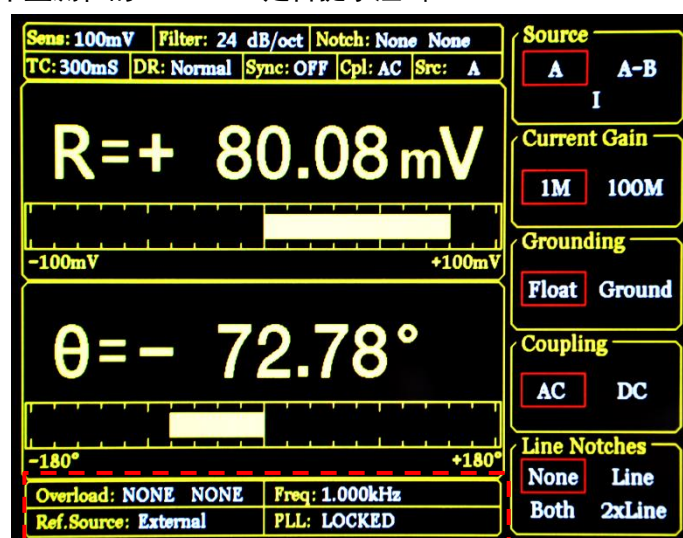 Sens: 100mV Filter: 24 dB/oct Notch: None None
TC: 300mS DR: Normal Sync: OFF Cpl: AC Src: A
R=+ 80.08 mV
-100mV +100mV
θ=- 72.78°
-180° +180°
Overload: NONE NONE Freq: 1.000kHz
Ref.Source: External PLL: LOCKED
Source
A A-B
I
Current Gain
1M 100M
Grounding
Float Ground
Coupling
AC DC
Line Notches
None Line
Both 2xLine